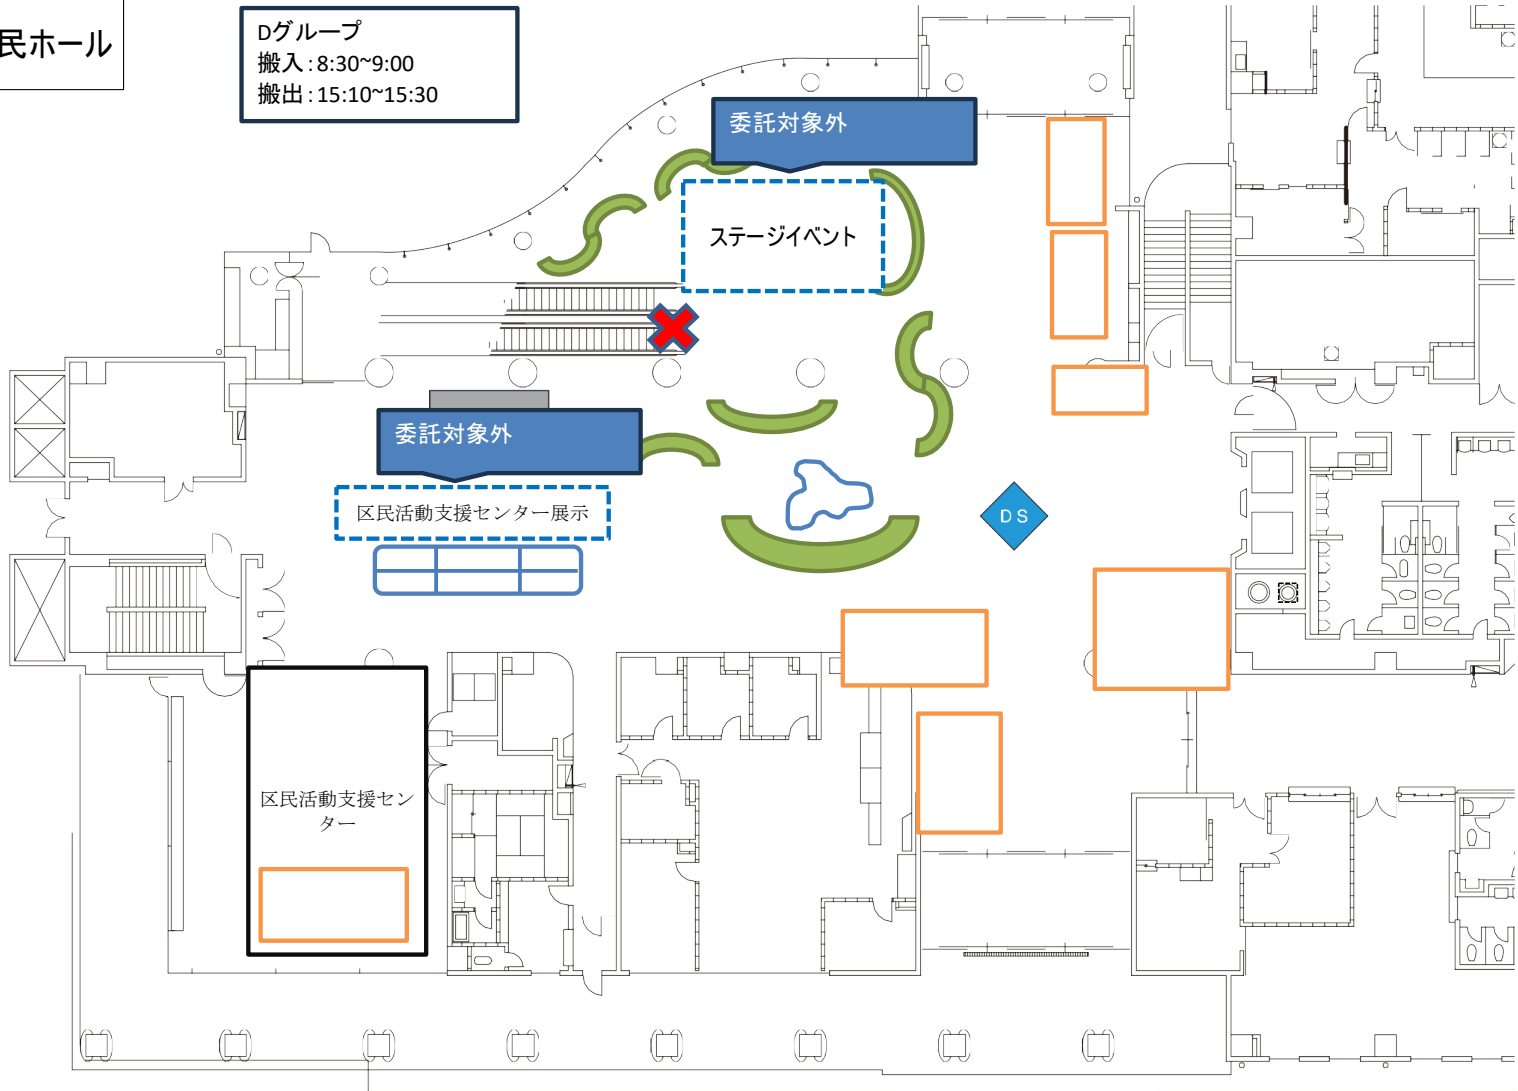 民ホール
Dグループ
搬入:8:30~9:00
搬出:15:10~15:30
委託対象外
ステージイベント
委託対象外
区民活動支援センター展示
DS
区民活動支援セン
ター